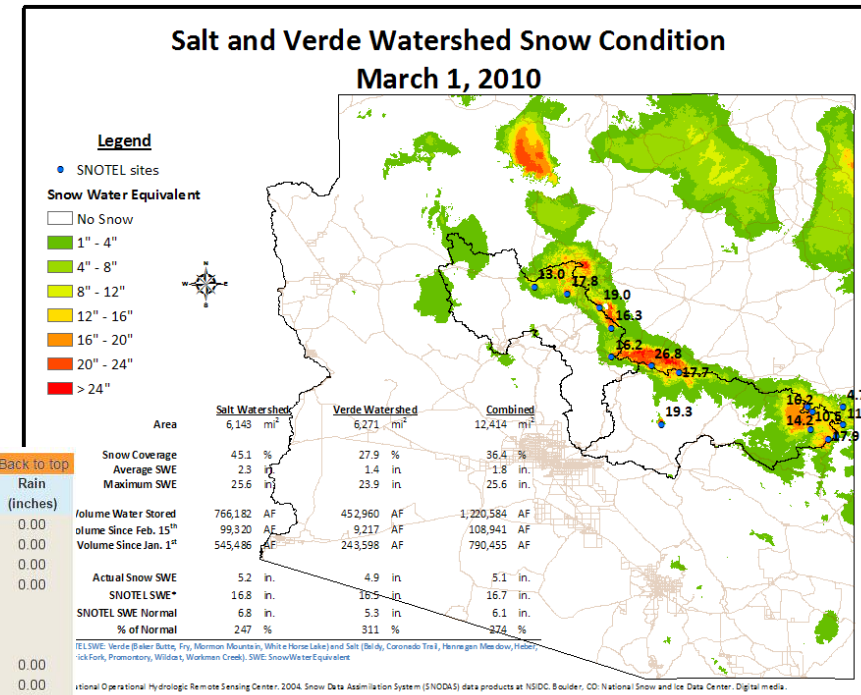 Salt and Verde Watershed Snow Condition
March 1, 2010
Legend
SNOTEL sites
Snow Water Equivalent
No Snow
1" - 4"
4" - 8"
8" - 12"
12" - 16"
16" - 20"
20" - 24"
> 24"
N
W E
S
13.0
17.8
19.0
16.3
16.2
26.8
17.7
19.3
16.2
4.7
10.6
11
14.2
17.9
Salt Watershed Verde Watershed Combined
Area 6,143 mi² 6,271 mi² 12,414 mi²
Snow Coverage 45.1 % 27.9 % 36.4 %
Average SWE 2.3 in. 1.4 in. 1.8 in.
Maximum SWE 25.6 in. 23.9 in. 25.6 in.
Volume Water Stored 766,182 AF 452,960 AF 1,220,584 AF
olume Since Feb. 15th 99,320 AF 9,217 AF 108,941 AF
Volume Since Jan. 1st 545,486 AF 243,598 AF 790,455 AF
Actual Snow SWE 5.2 in. 4.9 in. 5.1 in.
SNOTEL SWE* 16.8 in. 16.5 in. 16.7 in.
SNOTEL SWE Normal 6.8 in. 5.3 in. 6.1 in.
% of Normal 247 % 311 % 274 %
TEL SWE: Verde (Baker Butte, Fry, Mormon Mountain, White Horse Lake) and Salt (Baldy, Coronado Trail, Hannagan Meadow, Heber,
rick Fork, Promontory, Wildcat, Workman Creek). SWE: Snow Water Equivalent
ational Operational Hydrologic Remote Sensing Center. 2004. Snow Data Assimilation System (SNODAS) data products at NSIDC. Boulder, CO: National Snow and Ice Data Center. Digital media.
Back to top
Rain
(inches)
0.00
0.00
0.00
0.00
0.00
0.00